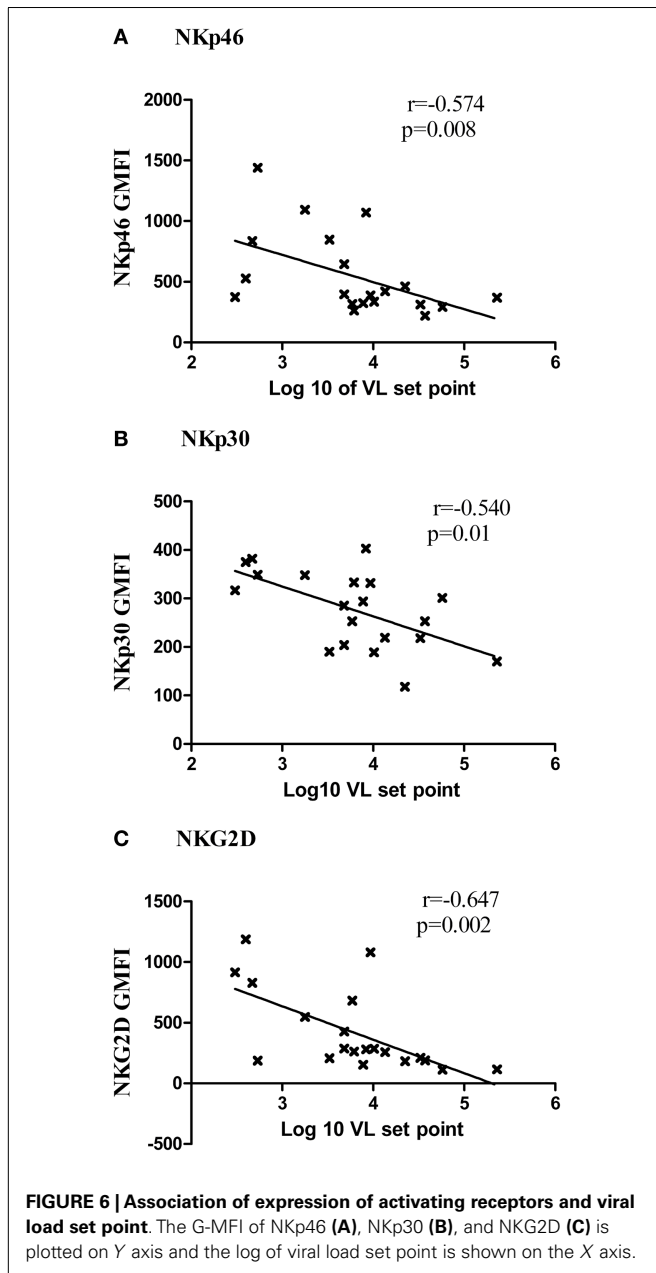 A NKp46
r=-0.574
p=0.008
2000
1500
1000
500
0
NKp46 GMFI
2 3 4 5 6
Log 10 of VL set point
B NKp30
r=-0.540
p=0.01
500
400
300
200
100
0
NKp30 GMFI
2 3 4 5 6
Log10 VL set point
C NKG2D
r=-0.647
p=0.002
1500
1000
500
0
-500
NKG2D GMFI
3 4 5 6
Log 10 VL set point
FIGURE 6 | Association of expression of activating receptors and viral
load set point. The G-MFI of NKp46 (A), NKp30 (B), and NKG2D (C) is
plotted on Y axis and the log of viral load set point is shown on the X axis.